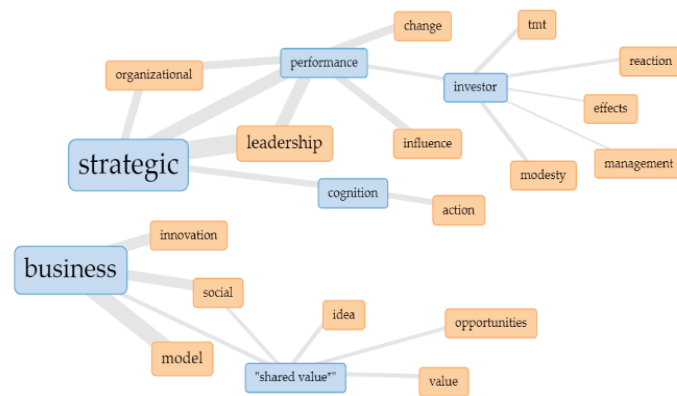 change
tmt
performance
reaction
organizational
investor
effects
leadership
influence
strategic
management
modesty
cognition
action
innovation
business
social
idea
opportunities
model
"shared value*"
value